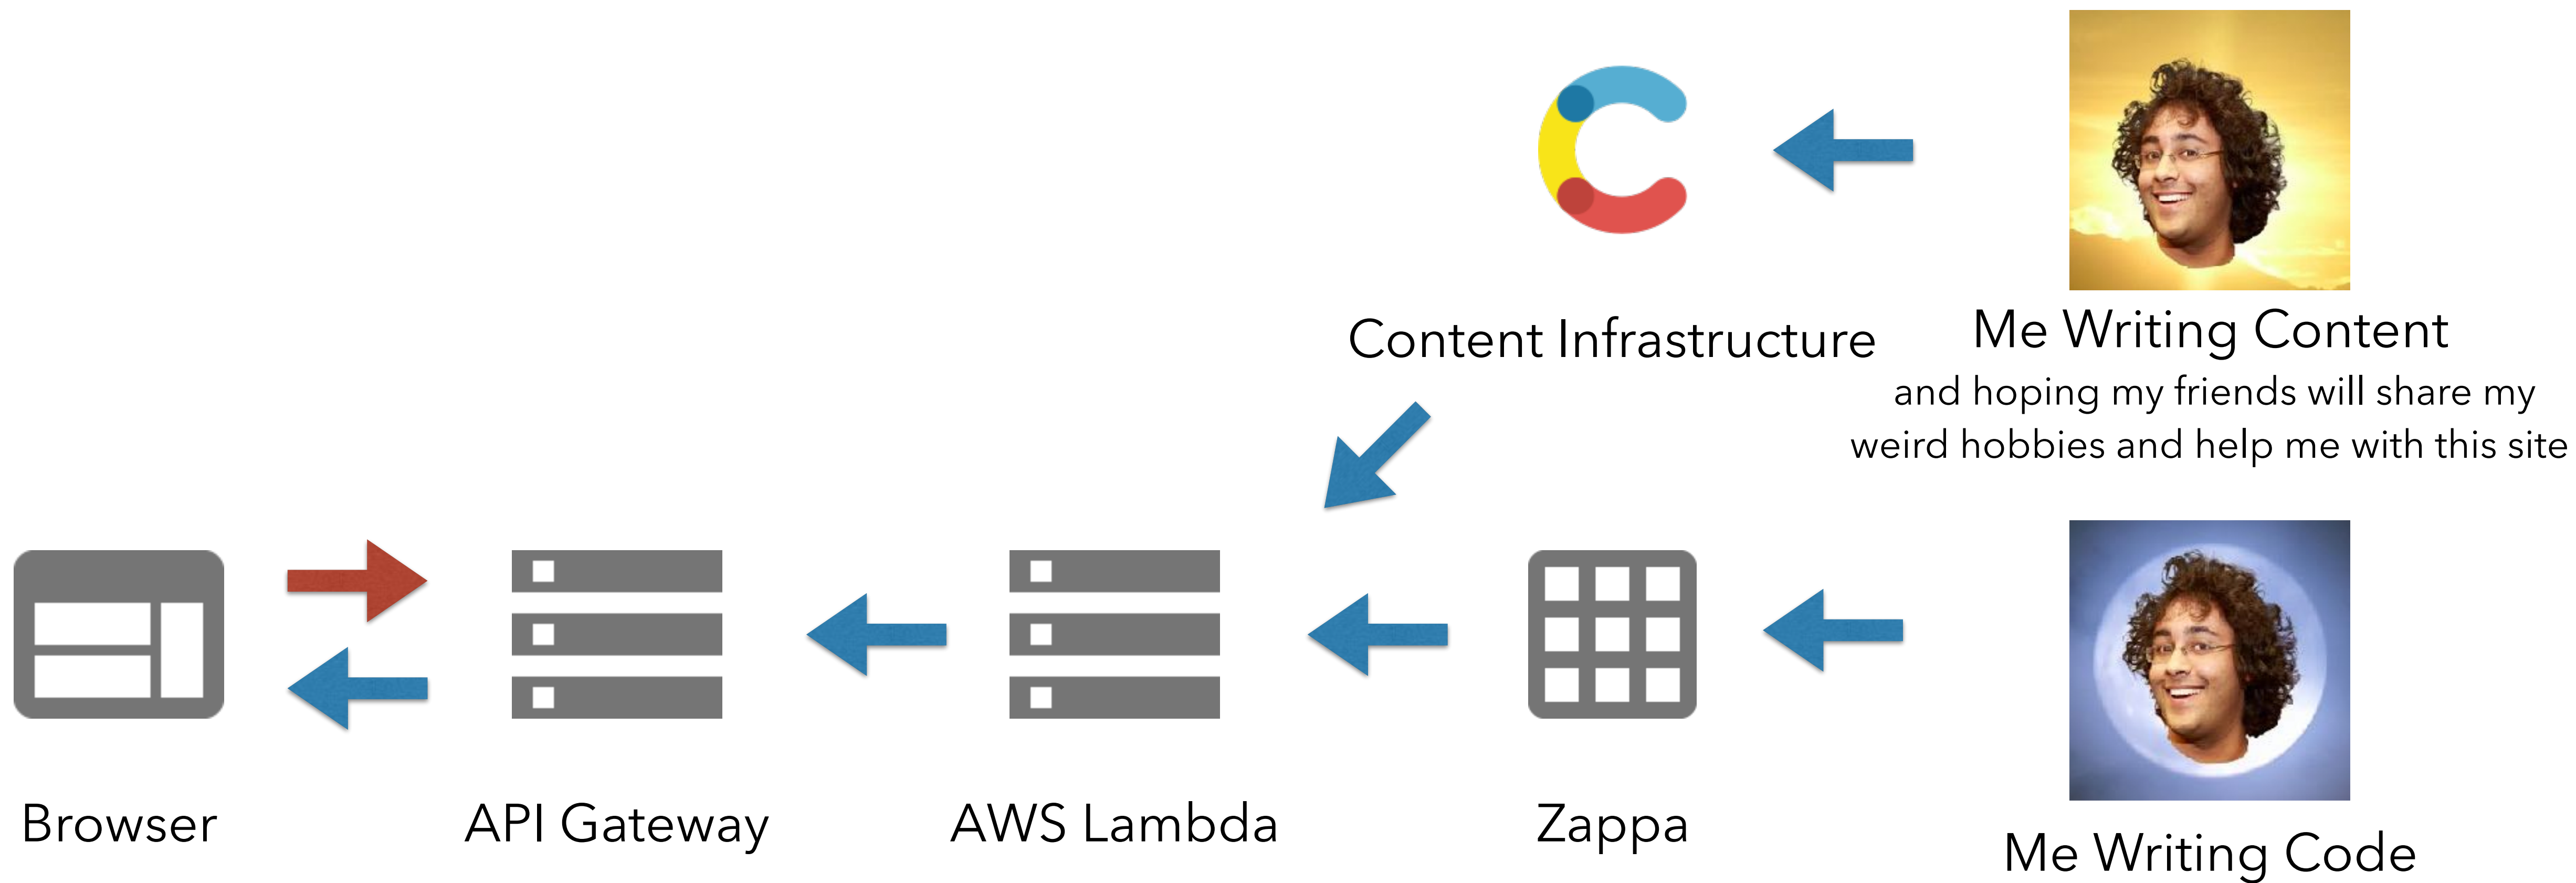 Content Infrastructure
Me Writing Content
and hoping my friends will share my
weird hobbies and help me with this site
Browser
API Gateway
AWS Lambda
Zappa
Me Writing Code